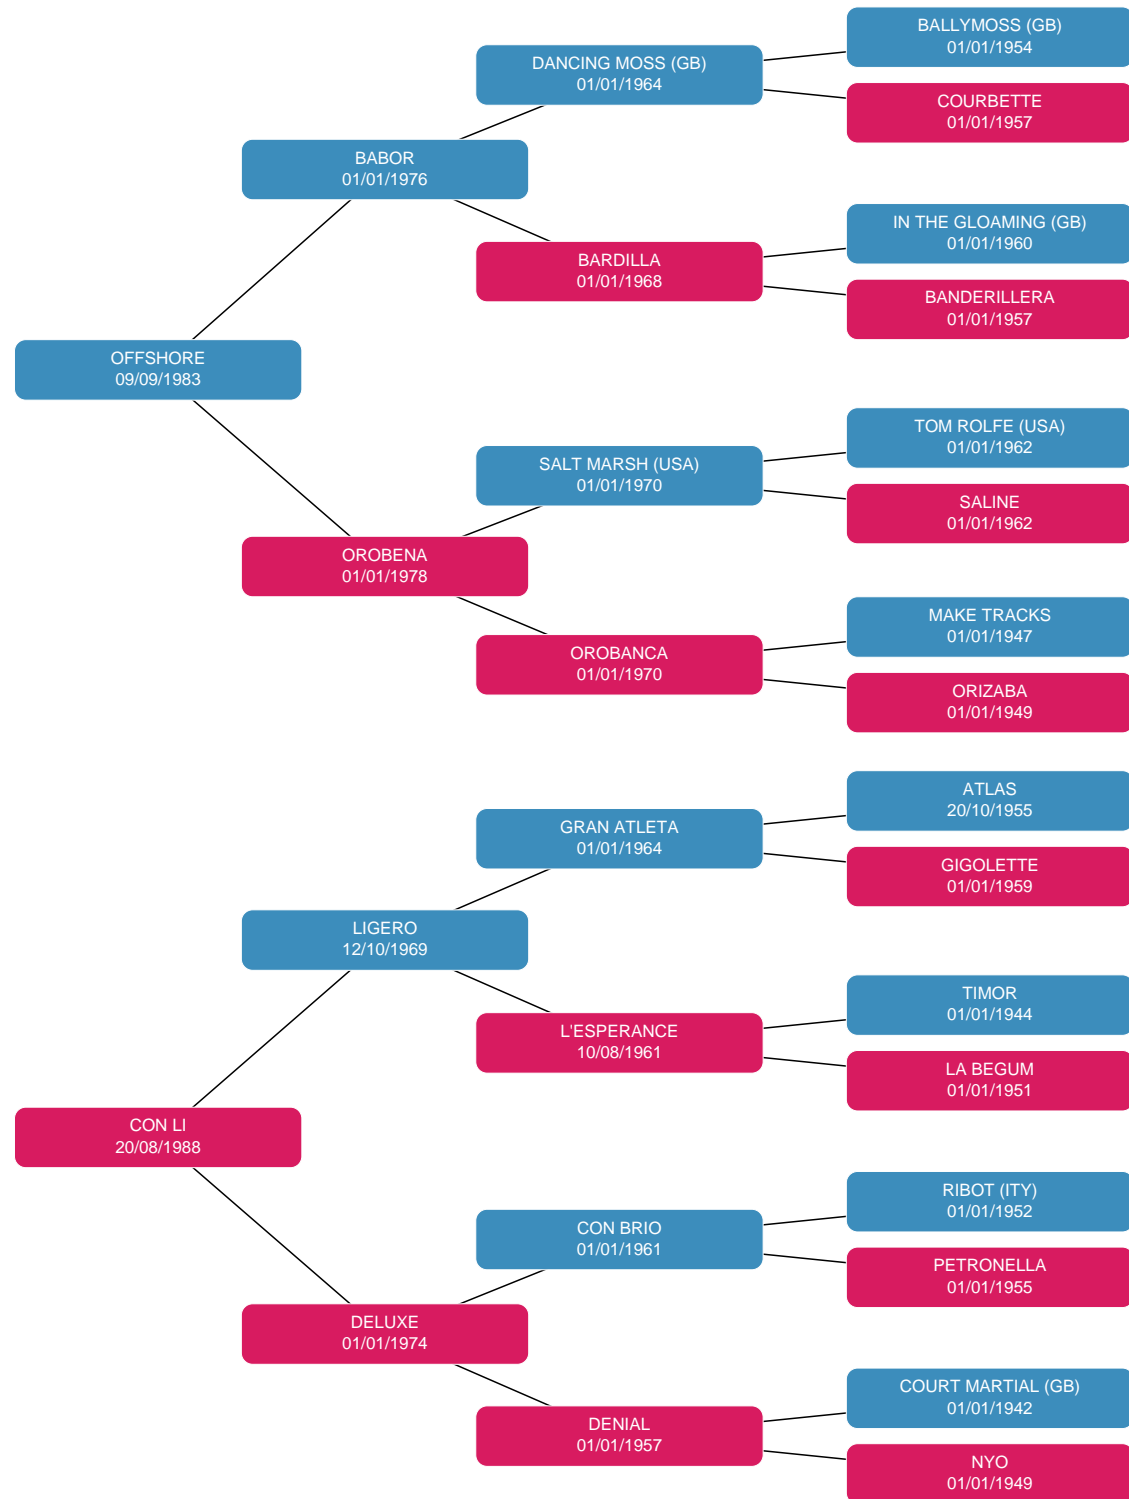 BALLYMOSS (GB)
01/01/1954
DANCING MOSS (GB)
01/01/1964
COURBETTE
01/01/1957
BABOR
01/01/1976
IN THE GLOAMING (GB)
01/01/1960
BARDILLA
01/01/1968
BANDERILLERA
01/01/1957
OFFSHORE
09/09/1983
TOM ROLFE (USA)
01/01/1962
SALT MARSH (USA)
01/01/1970
SALINE
01/01/1962
OROBENA
01/01/1978
MAKE TRACKS
01/01/1947
OROBANCA
01/01/1970
ORIZABA
01/01/1949
ATLAS
20/10/1955
GRAN ATLETA
01/01/1964
GIGOLETTE
01/01/1959
LIGERO
12/10/1969
TIMOR
01/01/1944
L'ESPERANCE
10/08/1961
LA BEGUM
01/01/1951
CON LI
20/08/1988
RIBOT (ITY)
01/01/1952
CON BRIO
01/01/1961
PETRONELLA
01/01/1955
DELUXE
01/01/1974
COURT MARTIAL (GB)
01/01/1942
DENIAL
01/01/1957
NYO
01/01/1949